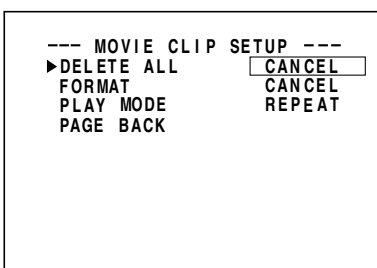 --- MOVIE CLIP SETUP ---
▶DELETE ALL CANCEL
FORMAT CANCEL
PLAY MODE REPEAT
PAGE BACK